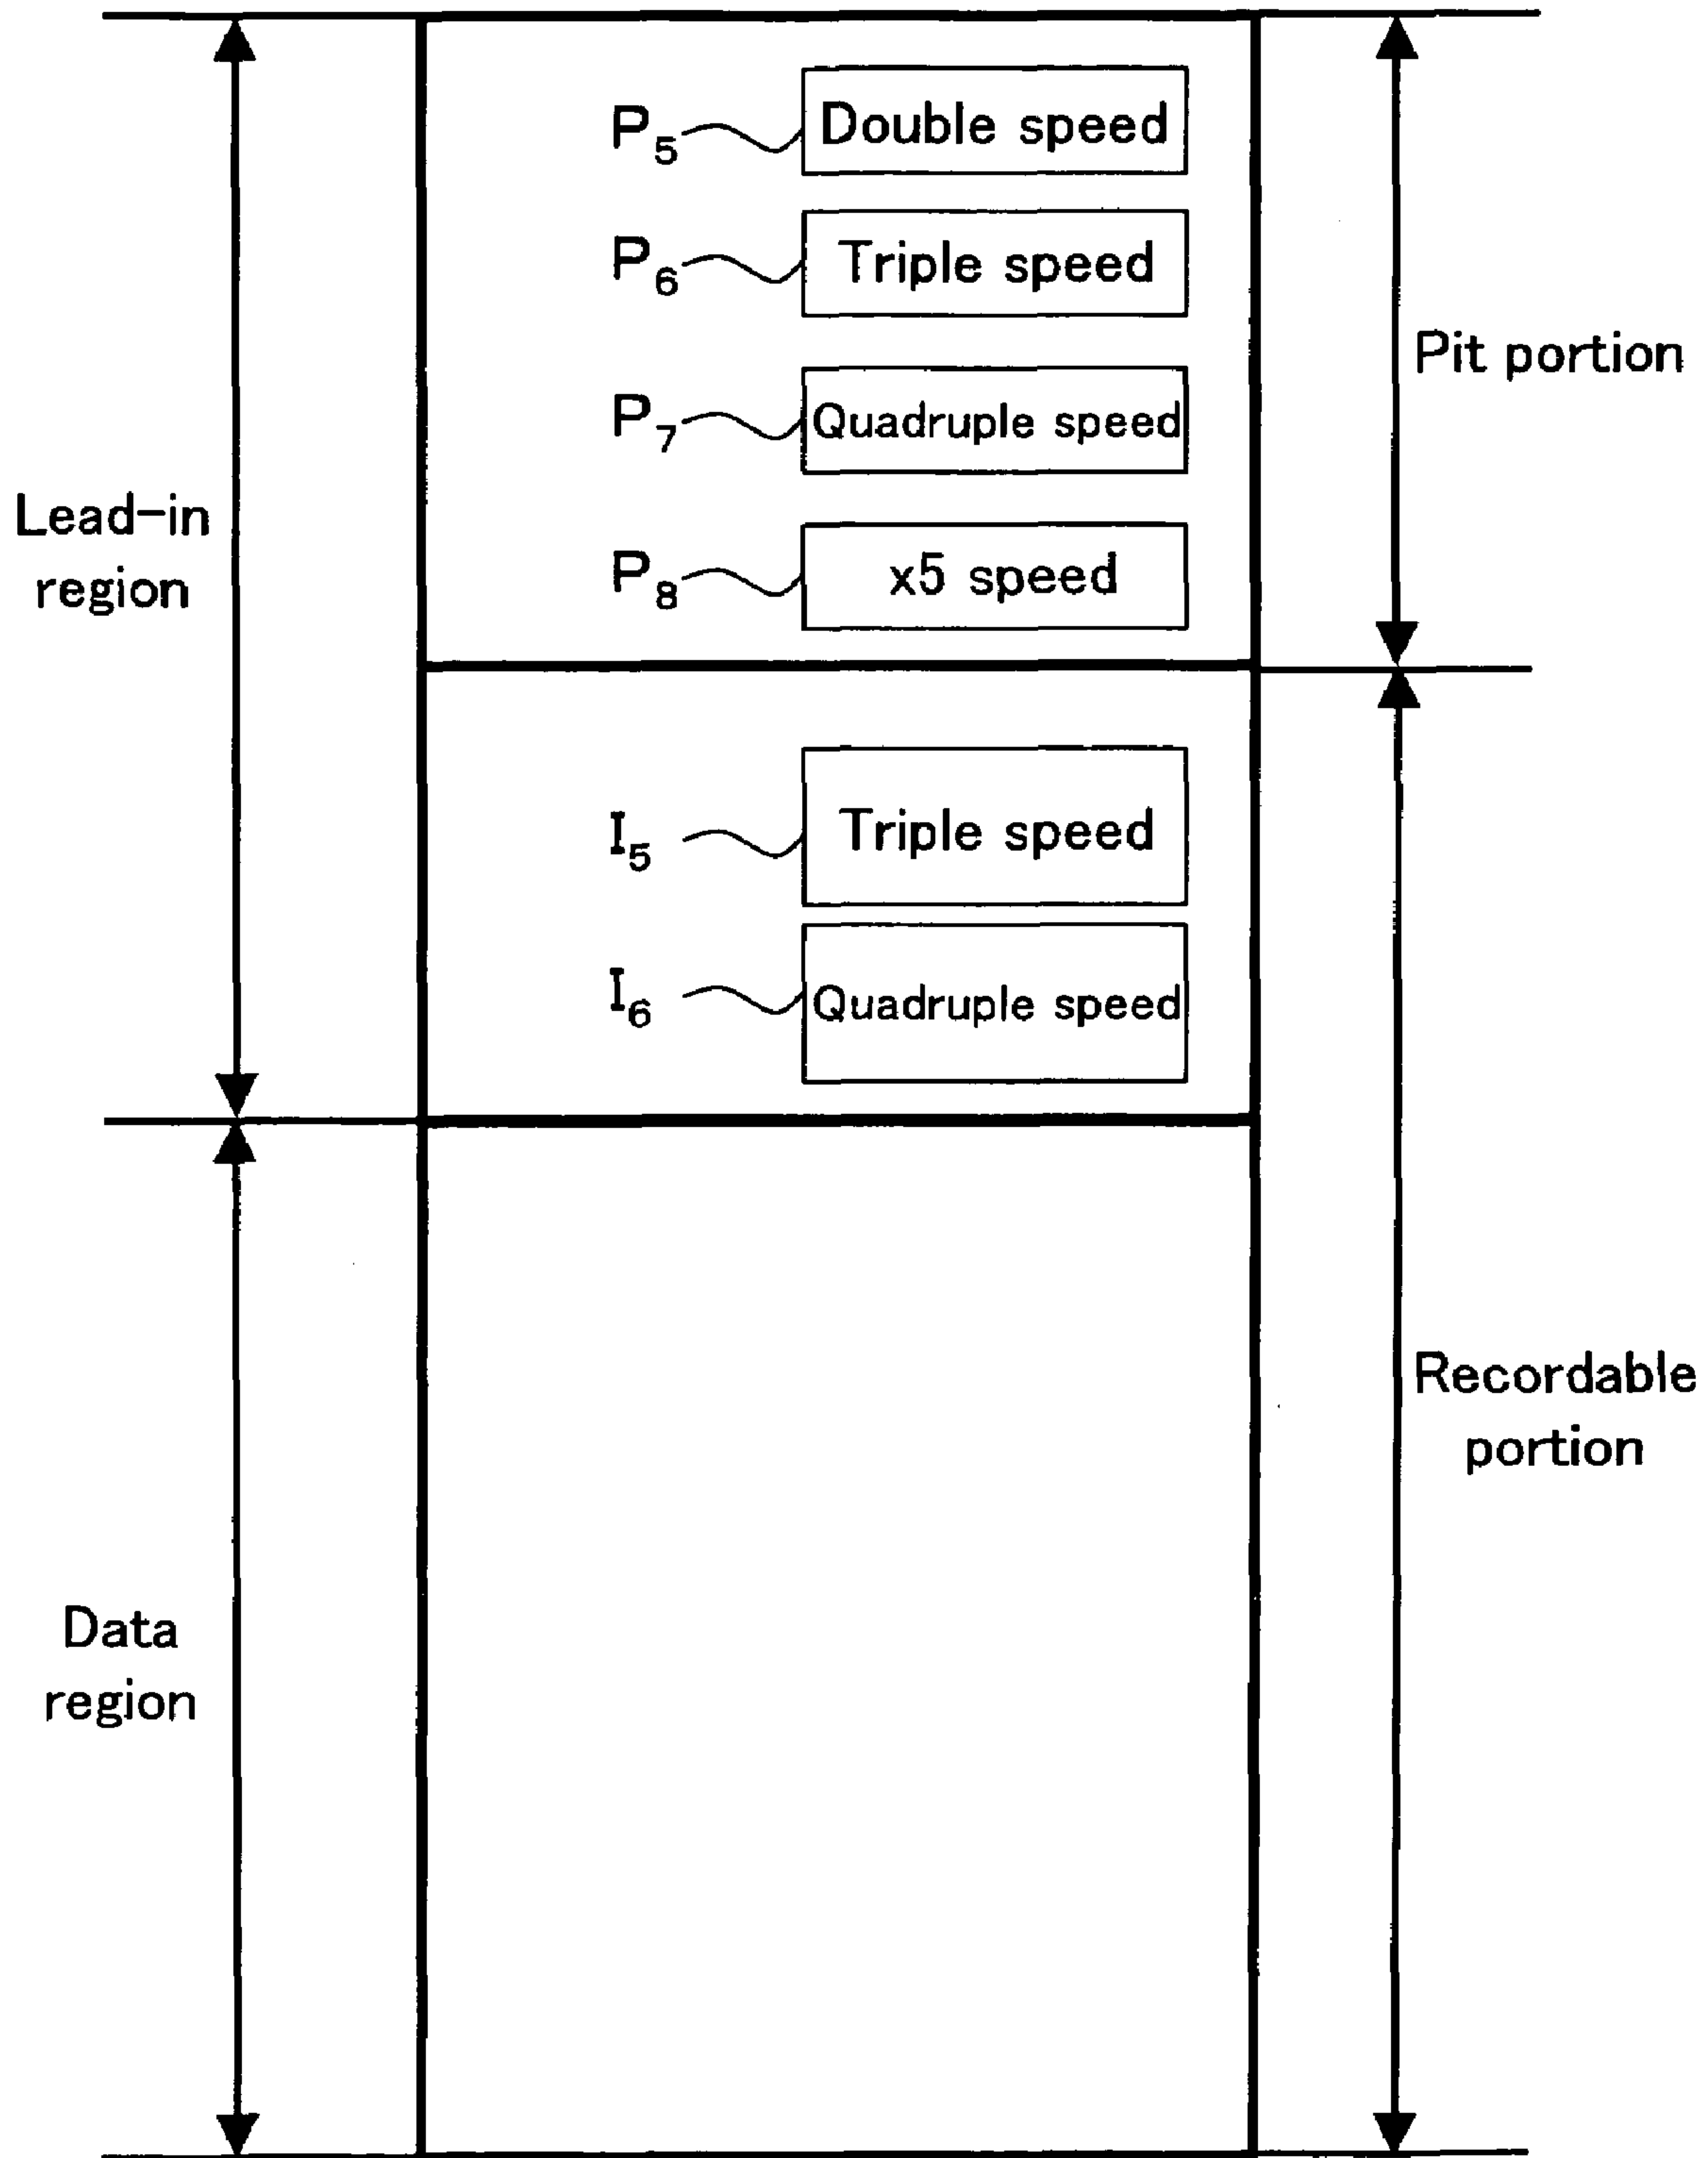 P5 Double speed
P6 Triple speed
Pit portion
P7 Quadruple speed
Lead-in
region
P8 x5 speed
I5 Triple speed
I6 Quadruple speed
Recordable
portion
Data
region